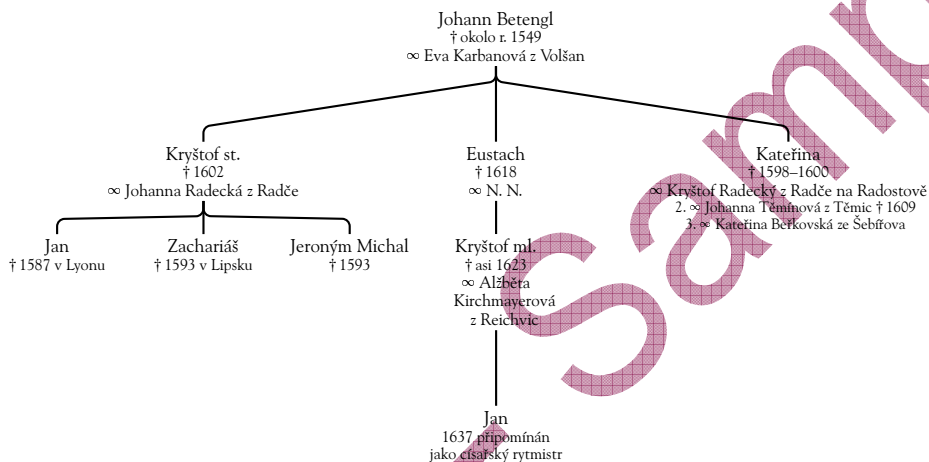 Johann Betengl
† okolo r. 1549
∞ Eva Karbanová z Volšan
Kryštof st.
† 1602
∞ Johanna Radecká z Radče
Eustach
† 1618
∞ N. N.
Kateřina
† 1598–1600
∞ Kryštof Radecký z Radče na Radostově
2. ∞ Johanna Těmínová z Těmic † 1609
3. ∞ Kateřina Beřkovská ze Šebířova
Jan
† 1587 v Lyonu
Zachariáš
† 1593 v Lipsku
Jeroným Michal
† 1593
Kryštof ml.
† asi 1623
∞ Alžběta
Kirchmayerová
z Reichvic
Jan
1637 připomínán
jako císařský rytmistr
Samp